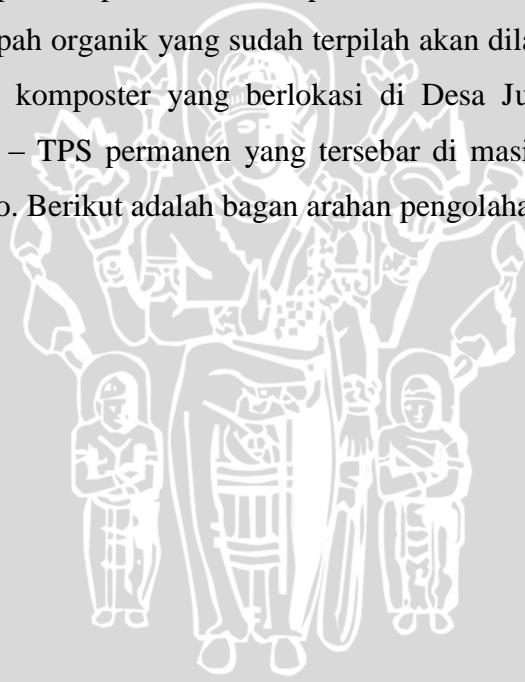 pah organik yang sudah terpilah akan dila
komposter yang berlokasi di Desa Ju
– TPS permanen yang tersebar di masi
o. Berikut adalah bagan arahan pengolaha